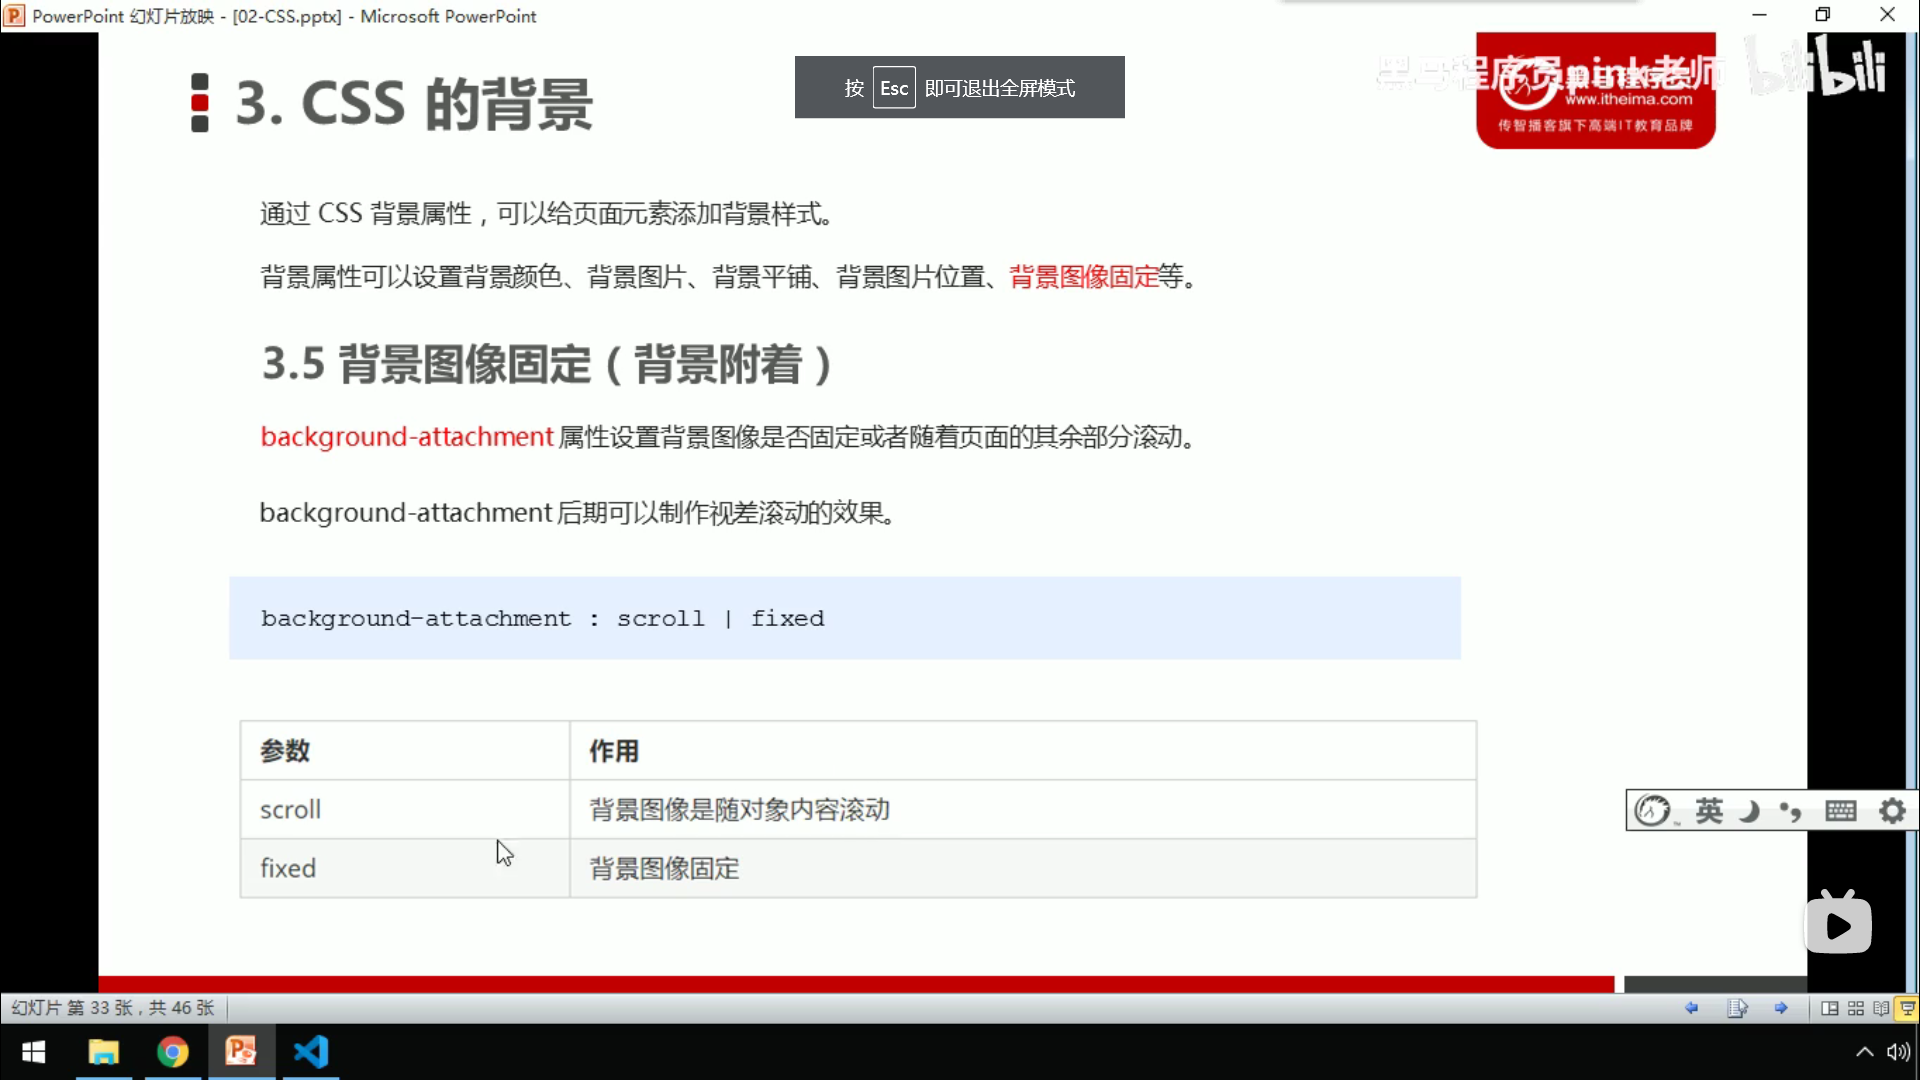 PowerPoint 幻灯片放映 - [02-CSS.pptx] - Microsoft PowerPoint
按 Esc 即可退出全屏模式
黑马程序员pink老师
bilibili
www.itheima.com
传智播客旗下高端IT教育品牌
3. CSS 的背景
通过 CSS 背景属性，可以给页面元素添加背景样式。
背景属性可以设置背景颜色、背景图片、背景平铺、背景图片位置、背景图像固定等。
3.5 背景图像固定（背景附着）
background-attachment 属性设置背景图像是否固定或者随着页面的其余部分滚动。
background-attachment 后期可以制作视差滚动的效果。
background-attachment : scroll | fixed
参数 作用
scroll 背景图像是随对象内容滚动
fixed 背景图像固定
英
幻灯片 第 33 张，共 46 张